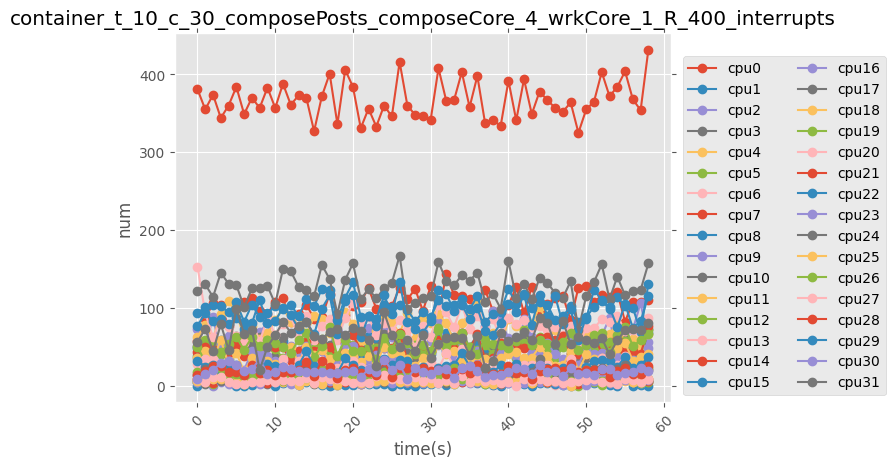 container_t_10_c_30_composePosts_composeCore_4_wrkCore_1_R_400_interrupts
400
300
200
100
0
num
0
10
20
30
40
50
60
time(s)
cpu0
cpu1
cpu2
cpu3
cpu4
cpu5
cpu6
cpu7
cpu8
cpu9
cpu10
cpu11
cpu12
cpu13
cpu14
cpu15
cpu16
cpu17
cpu18
cpu19
cpu20
cpu21
cpu22
cpu23
cpu24
cpu25
cpu26
cpu27
cpu28
cpu29
cpu30
cpu31